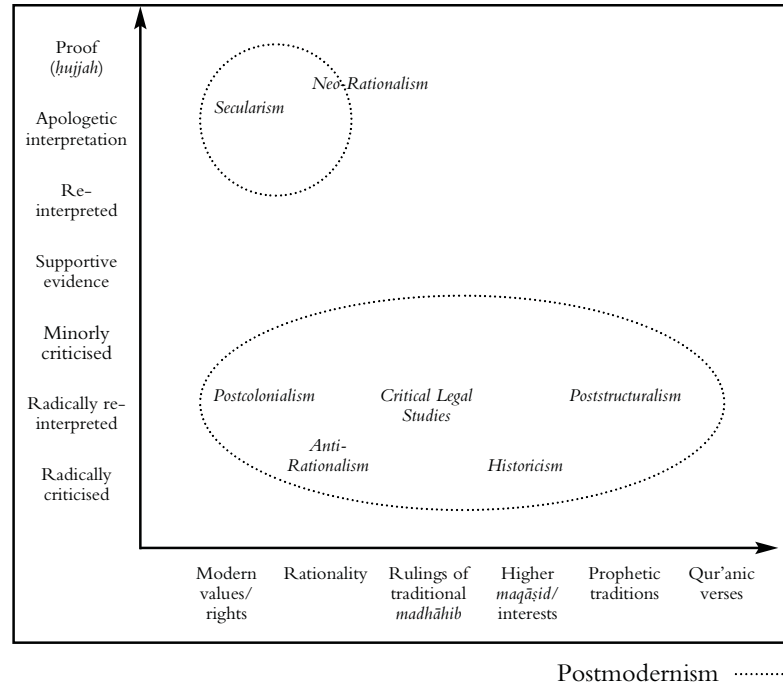 Proof
(ḥujjah)
Apologetic
interpretation
Re-
interpreted
Supportive
evidence
Minorly
criticised
Radically re-
interpreted
Radically
criticised
Neo-Rationalism
Secularism
Postcolonialism
Critical Legal
Studies
Poststructuralism
Anti-
Rationalism
Historicism
Modern
values/
rights
Rationality
Rulings of
traditional
madhāhib
Higher
maqāṣid/
interests
Prophetic
traditions
Qur’anic
verses
Postmodernism